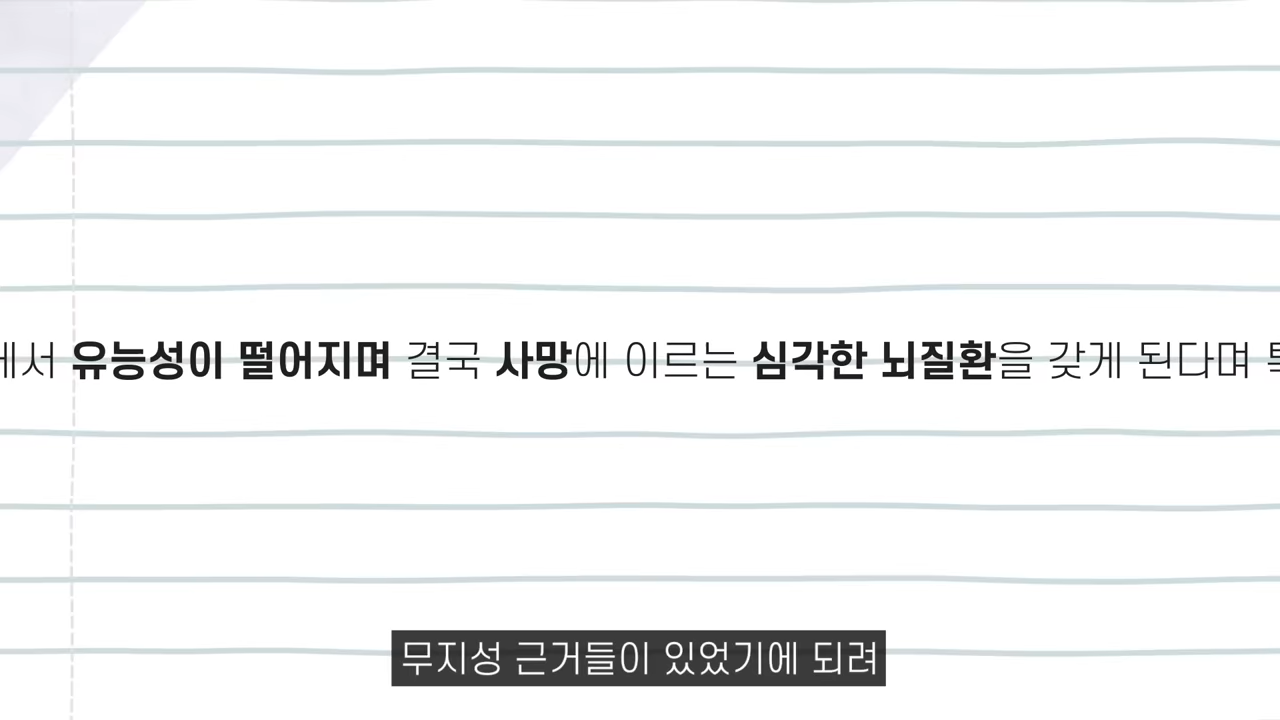 에서 유능성이 떨어지며 결국 사망에 이르는 심각한 뇌질환을 갖게 된다며
무지성 근거들이 있었기에 되려